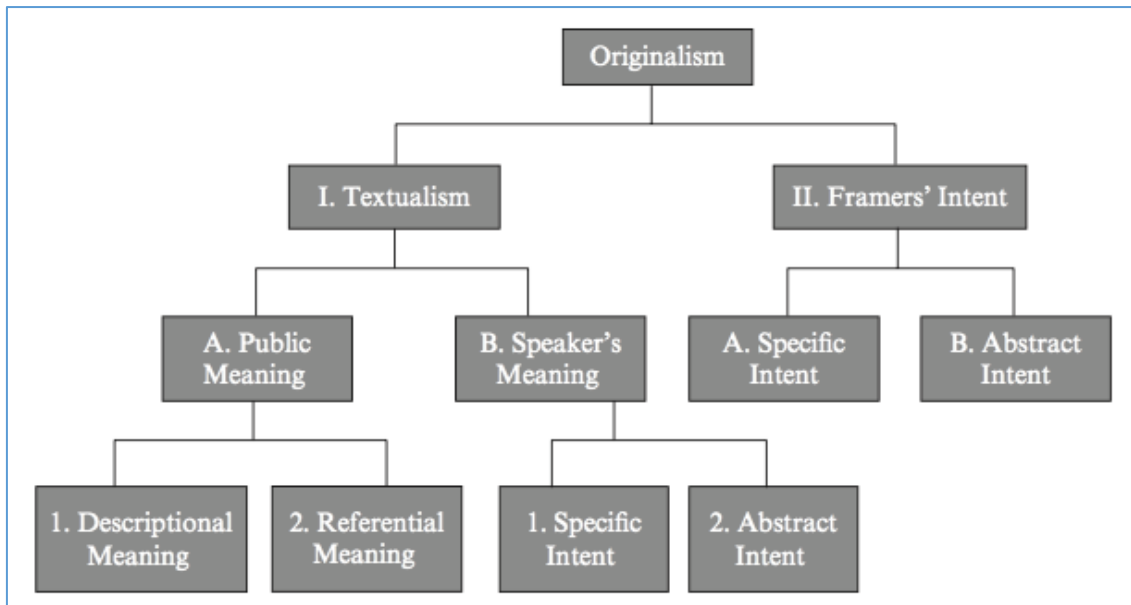 Originalism
I. Textualism
II. Framers’ Intent
A. Public
Meaning
B. Speaker’s
Meaning
A. Specific
Intent
B. Abstract
Intent
1. Descriptional
Meaning
2. Referential
Meaning
1. Specific
Intent
2. Abstract
Intent